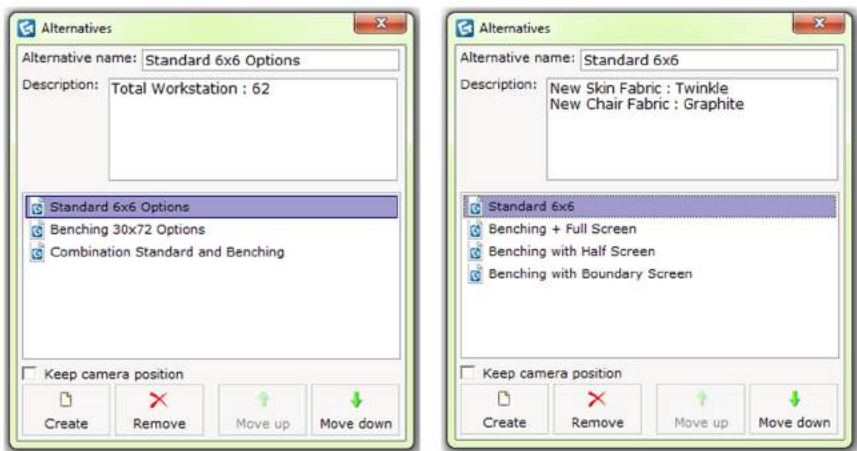 Alternatives
Alternative name: Standard 6x6 Options
Description: Total Workstation : 62
Standard 6x6 Options
Benching 30x72 Options
Combination Standard and Benching
Keep camera position
Create Remove Move up Move down
Alternatives
Alternative name: Standard 6x6
Description: New Skin Fabric : Twinkle
New Chair Fabric : Graphite
Standard 6x6
Benching + Full Screen
Benching with Half Screen
Benching with Boundary Screen
Keep camera position
Create Remove Move up Move down